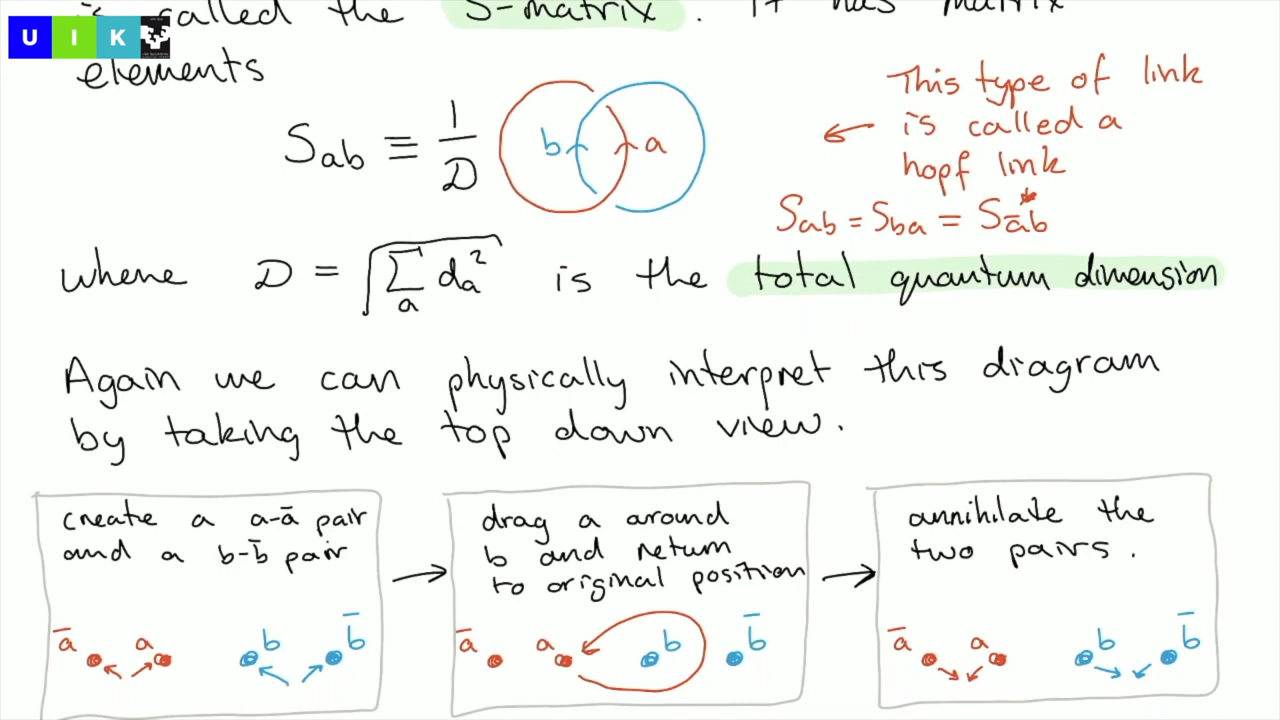 is called the S-matrix. It has matrix
UIK
elements
S_ab ≡ 1/D b a
This type of link
← is called a
hopf link
S_ab = S_ba = S*_āb
where D = √(∑_a d_a²) is the total quantum dimension
Again we can physically interpret this diagram
by taking the top down view.
create a a-ā pair
and a b-b̄ pair
ā a b b̄
drag a around
b and return
to original position
ā a b b̄
annihilate the
two pairs.
ā a b b̄